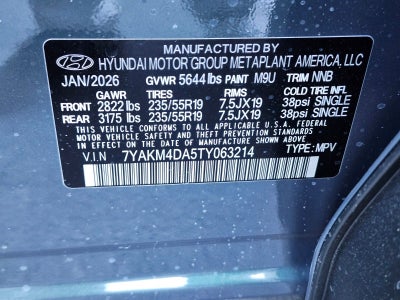 MANUFACTURED BY
HYUNDAI MOTOR GROUP METAPLANT AMERICA, LLC
JAN/2026 GVWR 5644 lbs PAINT M9U TRIM NNB
GAWR TIRES RIMS COLD TIRE INFL
FRONT 2822 lbs 235/55R19 7.5JX19 38psi SINGLE
REAR 3175 lbs 235/55R19 7.5JX19 38psi SINGLE
THIS VEHICLE CONFORMS TO ALL APPLICABLE U.S.A. FEDERAL
MOTOR VEHICLE SAFETY AND THEFT PREVENTION STANDARDS
IN EFFECT ON THE DATE OF MANUFACTURE SHOWN ABOVE.
V.I.N 7YAKM4DA5TY063214 TYPE: MPV